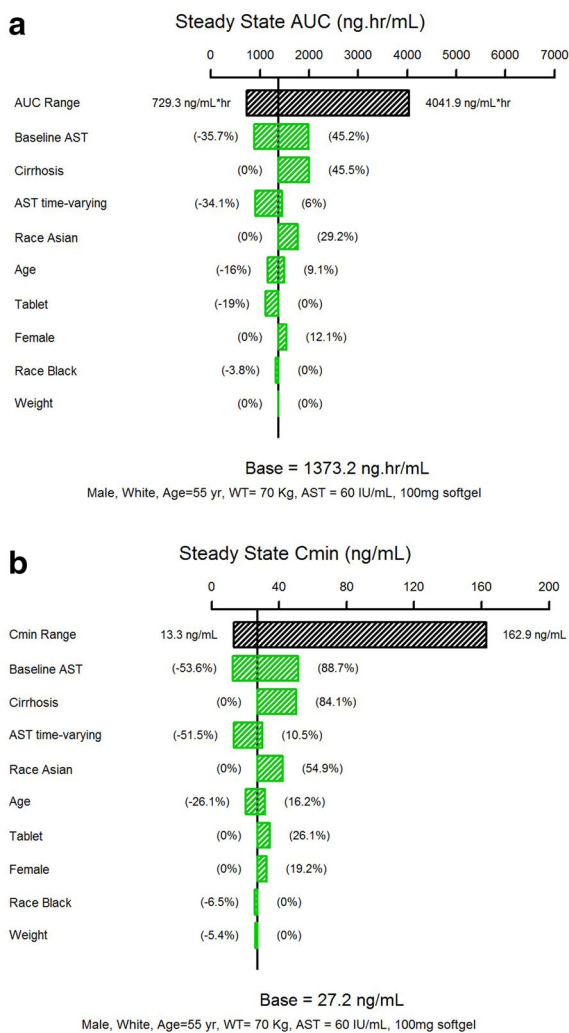 a
Steady State AUC (ng.hr/mL)
0 1000 2000 3000 4000 5000 6000 7000
AUC Range 729.3 ng/mL*hr 4041.9 ng/mL*hr
Baseline AST (-35.7%) (45.2%)
Cirrhosis (0%) (45.5%)
AST time-varying (-34.1%) (6%)
Race Asian (0%) (29.2%)
Age (-16%) (9.1%)
Tablet (-19%) (0%)
Female (0%) (12.1%)
Race Black (-3.8%) (0%)
Weight (0%) (0%)
Base = 1373.2 ng.hr/mL
Male, White, Age=55 yr, WT= 70 Kg, AST = 60 IU/mL, 100mg softgel
b
Steady State Cmin (ng/mL)
0 40 80 120 160 200
Cmin Range 13.3 ng/mL 162.9 ng/mL
Baseline AST (-53.6%) (88.7%)
Cirrhosis (0%) (84.1%)
AST time-varying (-51.5%) (10.5%)
Race Asian (0%) (54.9%)
Age (-26.1%) (16.2%)
Tablet (0%) (26.1%)
Female (0%) (19.2%)
Race Black (-6.5%) (0%)
Weight (-5.4%) (0%)
Base = 27.2 ng/mL
Male, White, Age=55 yr, WT= 70 Kg, AST = 60 IU/mL, 100mg softgel